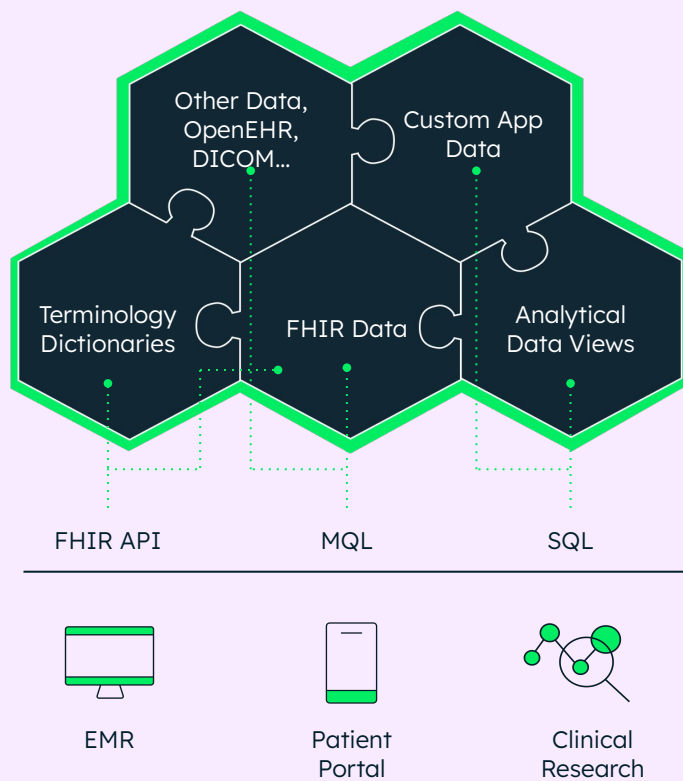 Other Data,
OpenEHR,
DICOM...
Custom App
Data
Terminology
Dictionaries
FHIR Data
Analytical
Data Views
FHIR API
MQL
SQL
EMR
Patient
Portal
Clinical
Research